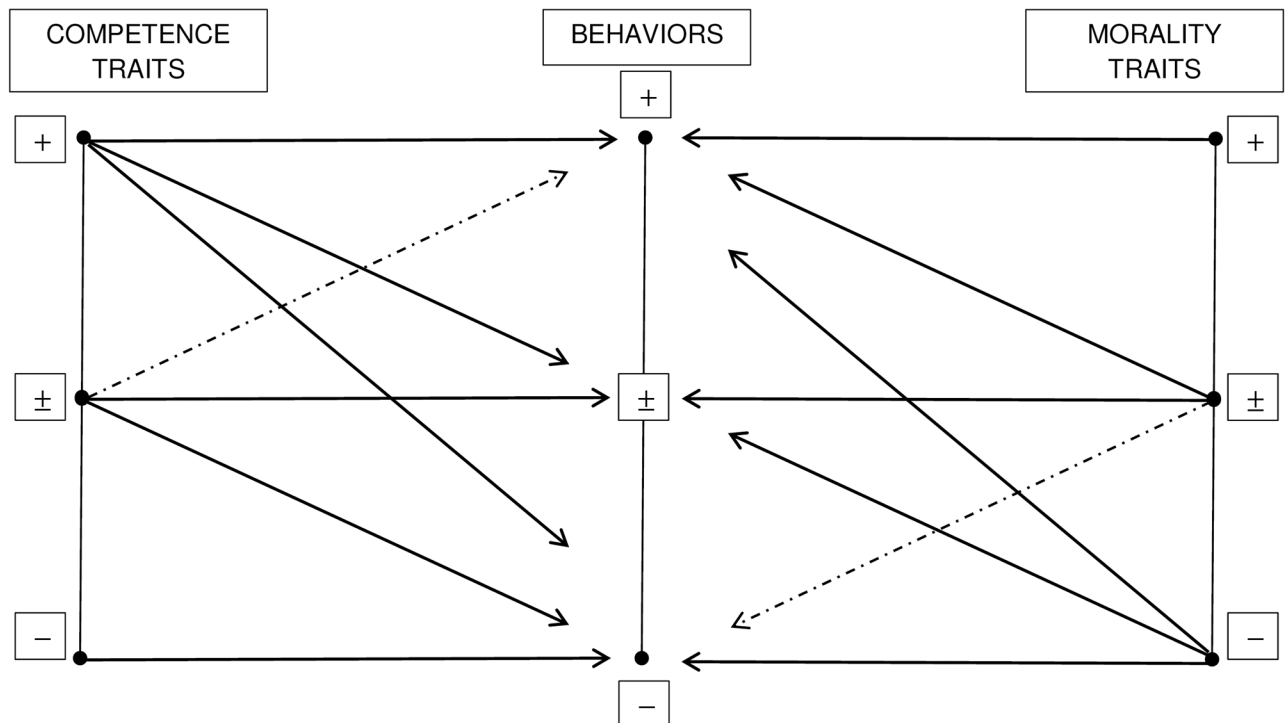 COMPETENCE
TRAITS
BEHAVIORS
MORALITY
TRAITS
+
+
+
±
±
±
−
−
−